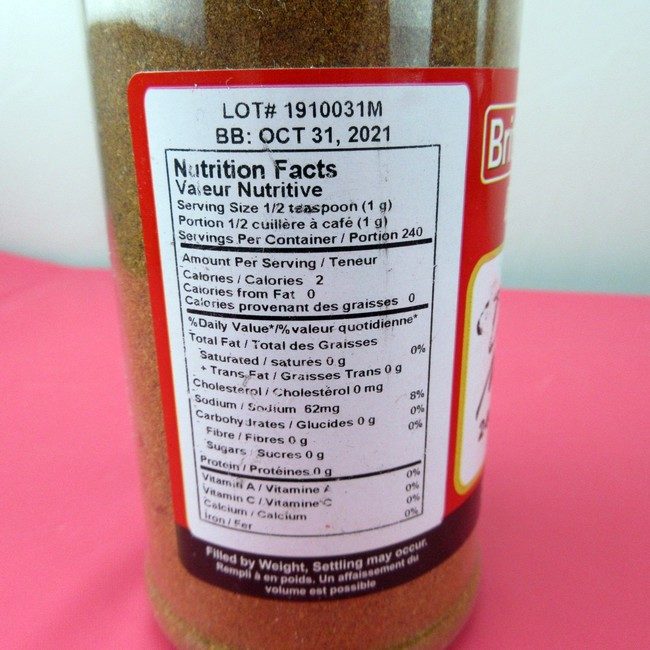 LOT# 1910031M
BB: OCT 31, 2021
Nutrition Facts
Valeur Nutritive
Serving Size 1/2 teaspoon (1 g)
Portion 1/2 cuillère à café (1 g)
Servings Per Container / Portion 240
Amount Per Serving / Teneur
Calories / Calories 2
Calories from Fat 0
Calories provenant des graisses 0
%Daily Value*/%valeur quotidienne*
Total Fat / Total des Graisses 0%
Saturated / saturés 0 g
+ Trans Fat / Graisses Trans 0 g
Cholesterol / Cholestérol 0 mg
Sodium / Sodium 62mg 8%
Carbohydrates / Glucides 0 g 0%
Fibre / Fibres 0 g 0%
Sugars / Sucres 0 g
Protein / Protéines 0 g
Vitamin A / Vitamine A 0%
Vitamin C / Vitamine C 0%
Calcium / Calcium 0%
Iron / Fer 0%
Filled by Weight, Settling may occur.
Rempli à en poids. Un affaissement du
volume est possible